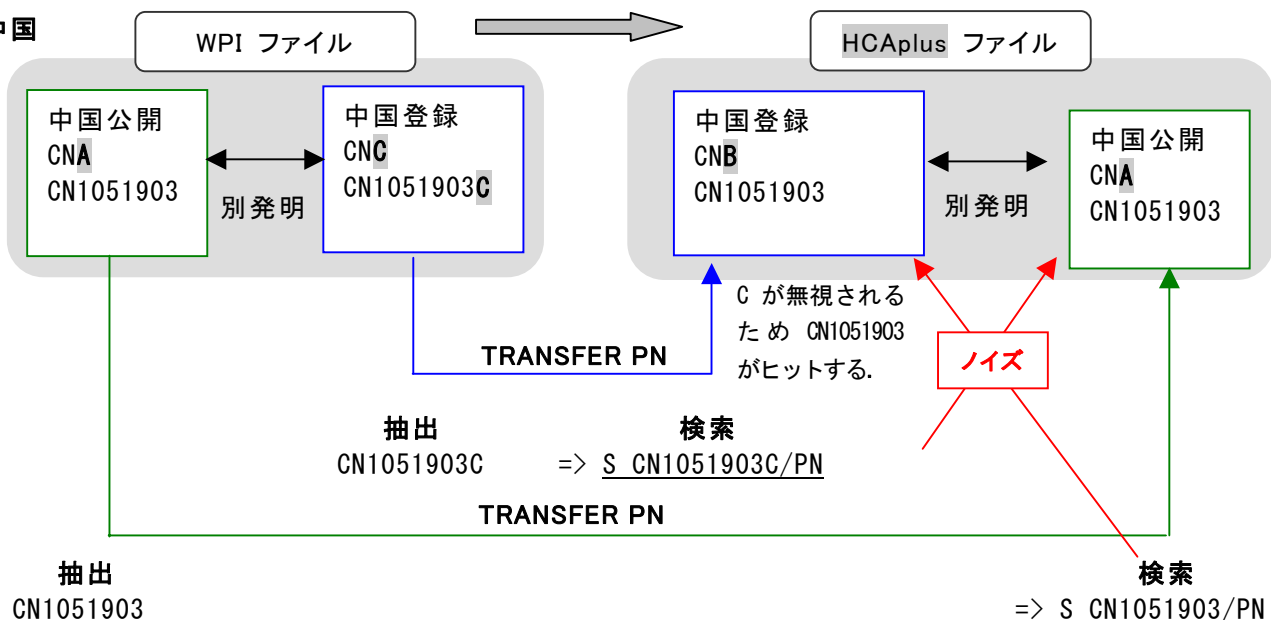 中国
WPI ファイル
HCAplus ファイル
中国公開
CNA
CN1051903
別発明
中国登録
CNC
CN1051903C
中国登録
CNB
CN1051903
別発明
中国公開
CNA
CN1051903
C が無視される
ため CN1051903
がヒットする.
ノイズ
TRANSFER PN
抽出
CN1051903C
検索
=> S CN1051903C/PN
TRANSFER PN
抽出
CN1051903
検索
=> S CN1051903/PN